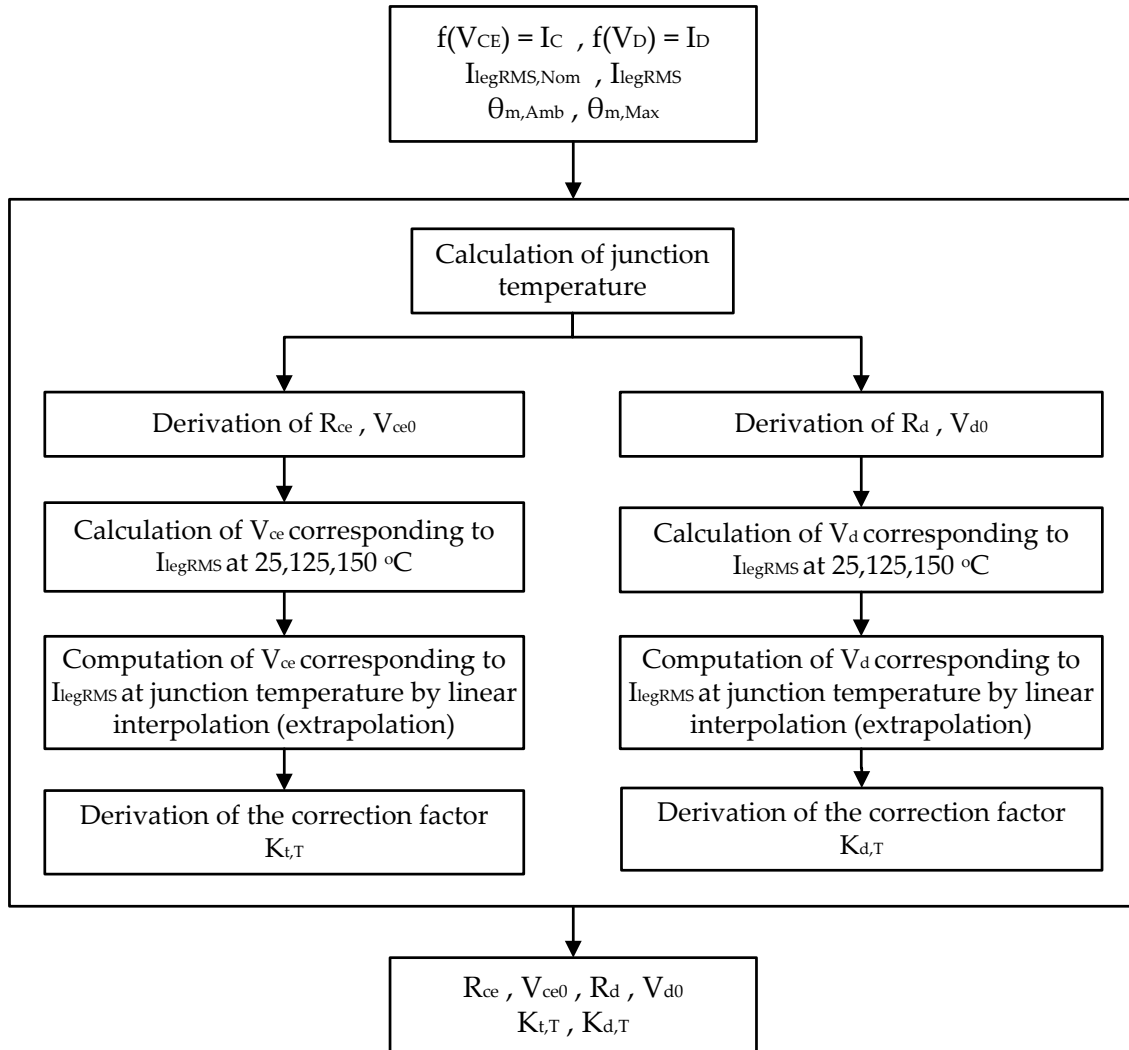 f(VCE) = IC , f(VD) = ID
IlegRMS,Nom , IlegRMS
θm,Amb , θm,Max
Calculation of junction
temperature
Derivation of Rce , Vce0
Derivation of Rd , Vd0
Calculation of Vce corresponding to
IlegRMS at 25,125,150 ºC
Calculation of Vd corresponding to
IlegRMS at 25,125,150 ºC
Computation of Vce corresponding to
IlegRMS at junction temperature by linear
interpolation (extrapolation)
Computation of Vd corresponding to
IlegRMS at junction temperature by linear
interpolation (extrapolation)
Derivation of the correction factor
Kt,T
Derivation of the correction factor
Kd,T
Rce , Vce0 , Rd , Vd0
Kt,T , Kd,T